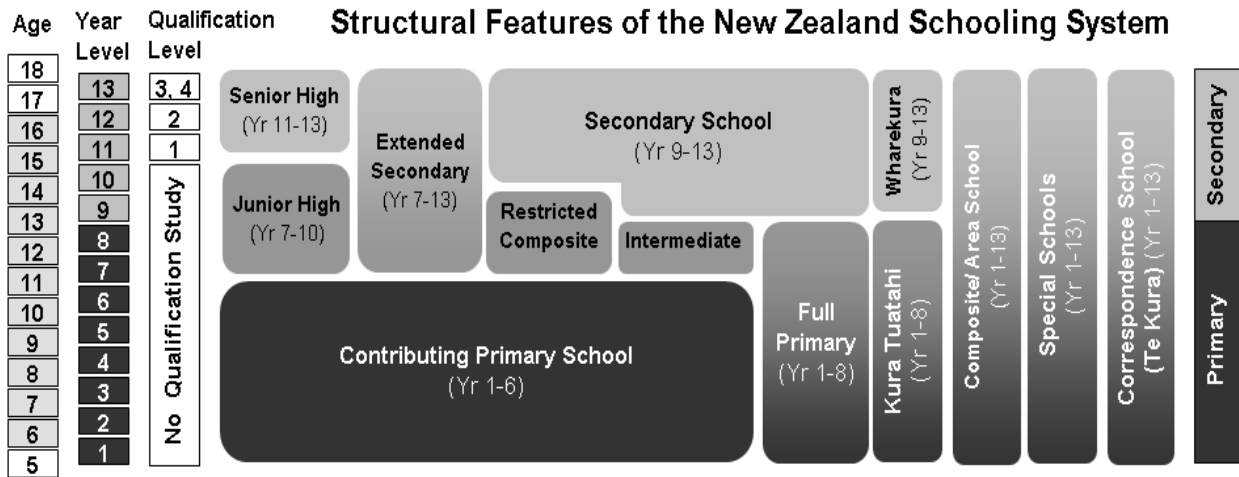 Structural Features of the New Zealand Schooling System
Age
18
17
16
15
14
13
12
11
10
9
8
7
6
5
Year
Level
13
12
11
10
9
8
7
6
5
4
3
2
1
Qualification
Level
3, 4
2
1
No Qualification Study
Senior High
(Yr 11-13)
Junior High
(Yr 7-10)
Extended
Secondary
(Yr 7-13)
Secondary School
(Yr 9-13)
Restricted
Composite
Intermediate
Contributing Primary School
(Yr 1-6)
Full
Primary
(Yr 1-8)
Wharekura
(Yr 9-13)
Kura Tuatahi
(Yr 1-8)
Composite/ Area School
(Yr 1-13)
Special Schools
(Yr 1-13)
Correspondence School
(Te Kura) (Yr 1-13)
Secondary
Primary